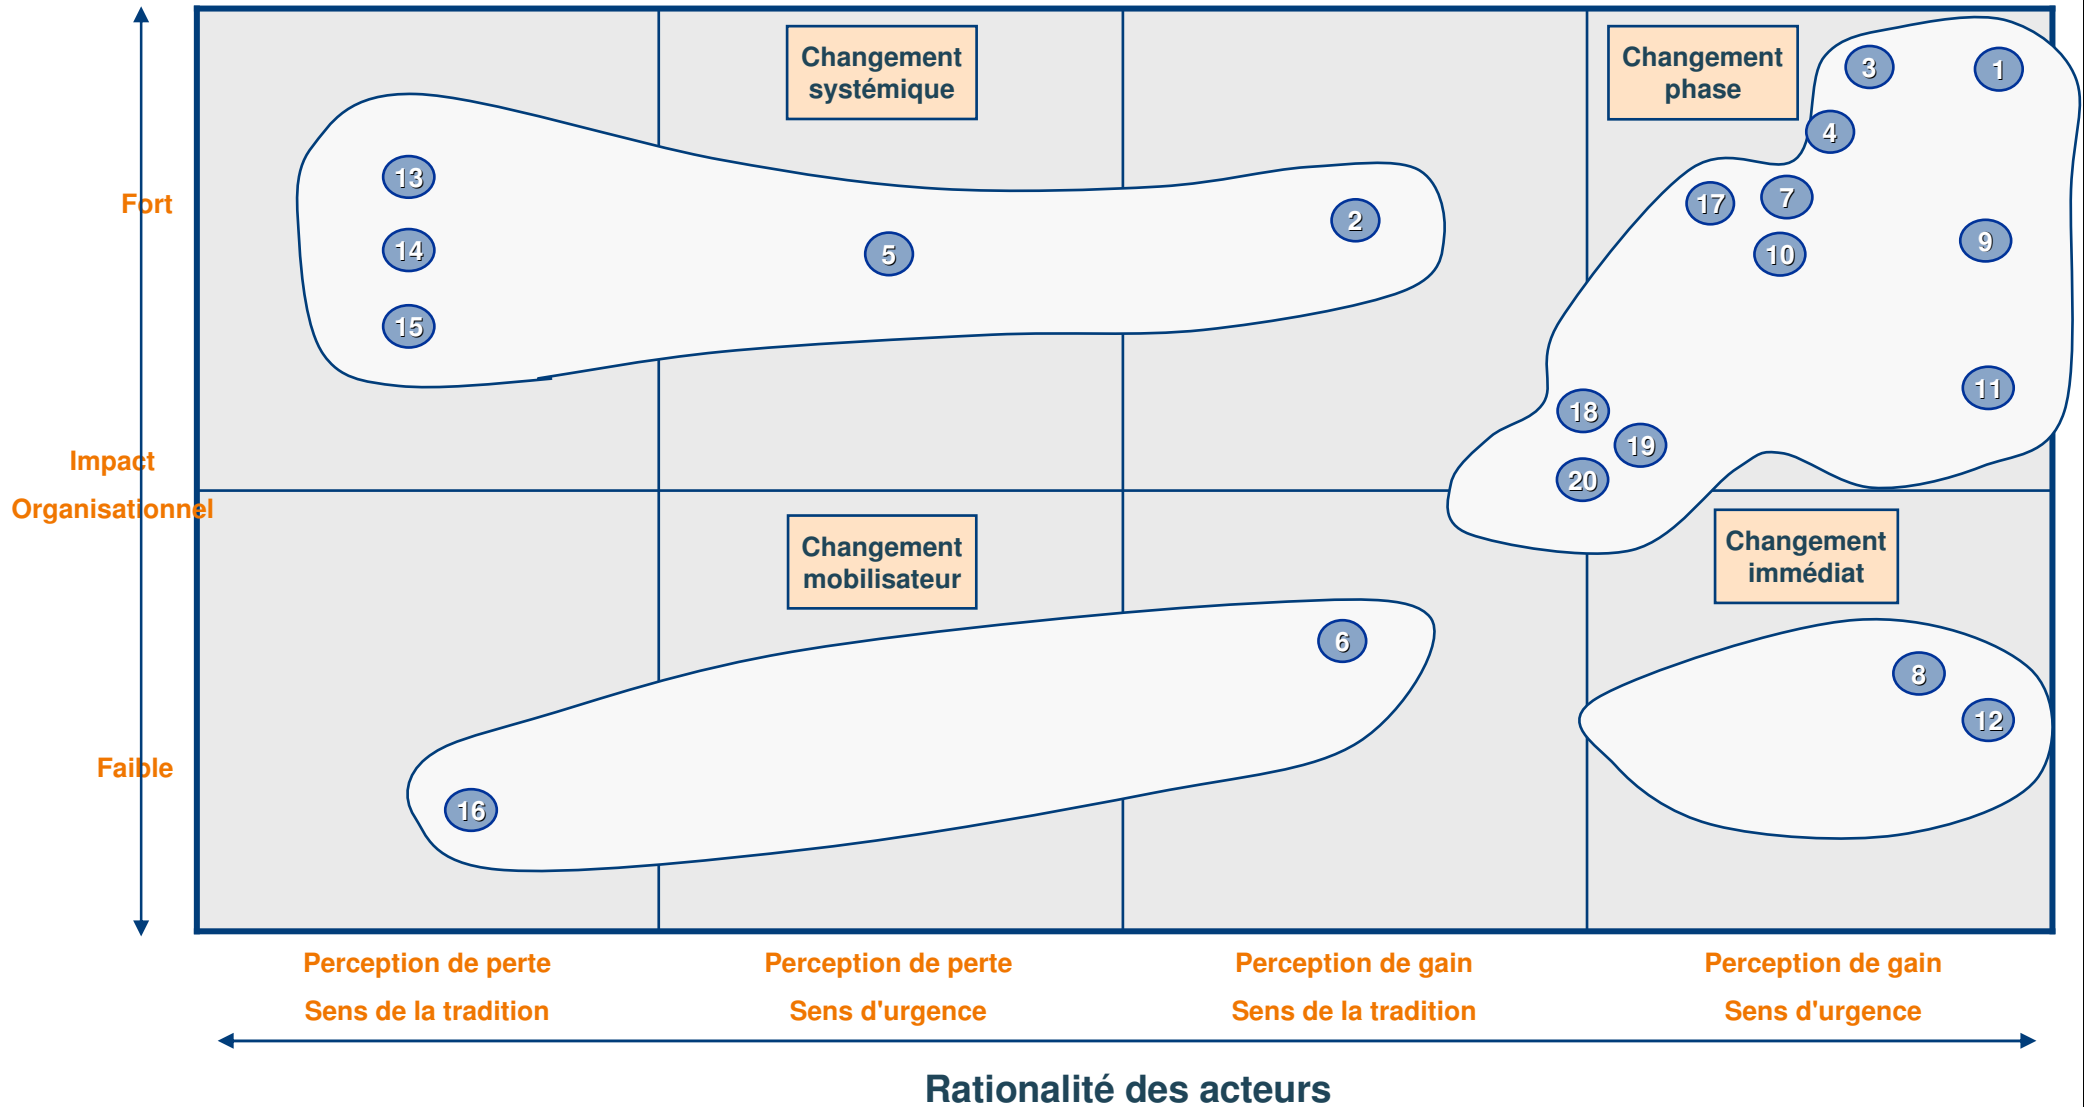 Changement
systémique
Changement
phase
3
1
4
13
17
7
Fort
2
9
14
5
10
15
11
18
19
Impact
20
Organisationnel
Changement
mobilisateur
Changement
immédiat
6
8
12
Faible
16
Perception de perte
Sens de la tradition
Perception de perte
Sens d'urgence
Perception de gain
Sens de la tradition
Perception de gain
Sens d'urgence
Rationalité des acteurs